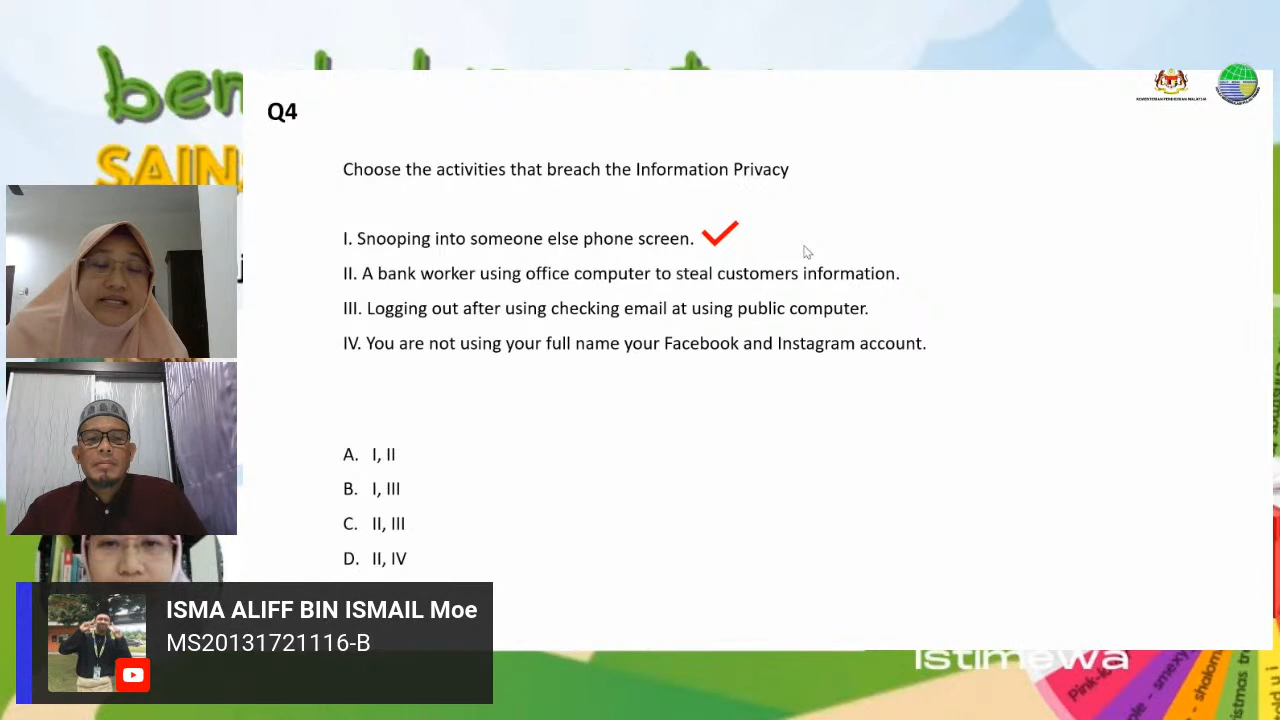 KEMENTERIAN PENDIDIKAN MALAYSIA
Q4
SAINS
Choose the activities that breach the Information Privacy
I. Snooping into someone else phone screen.
II. A bank worker using office computer to steal customers information.
III. Logging out after using checking email at using public computer.
IV. You are not using your full name your Facebook and Instagram account.
A. I, II
B. I, III
C. II, III
D. II, IV
ISMA ALIFF BIN ISMAIL Moe
MS20131721116-B
istimewa